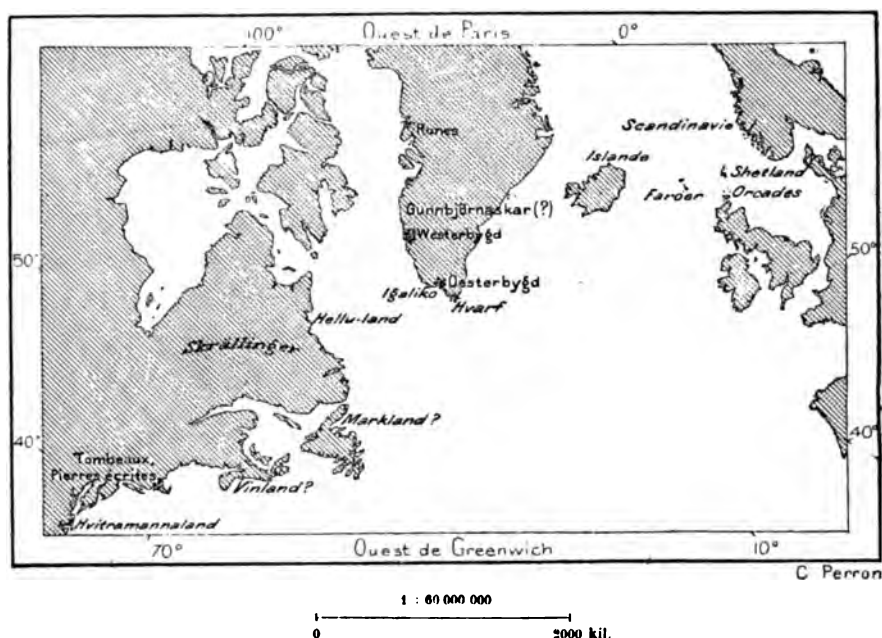 100° Ouest de Paris 0°
Runes
Scandinavie
Islande
Shetland
Faröer Orcades
Gunnbjörnaskar (?)
Westerbygd
50° 50°
Igaliko Oesterbygd
Hvarf
Hellu-land
Skrällinger
Markland ?
40° 40°
Tombeaux,
Pierres écrites
Vinland ?
Hvitramannaland
70° Ouest de Greenwich 10°
C Perron
1 : 60 000 000
0 2000 kil.